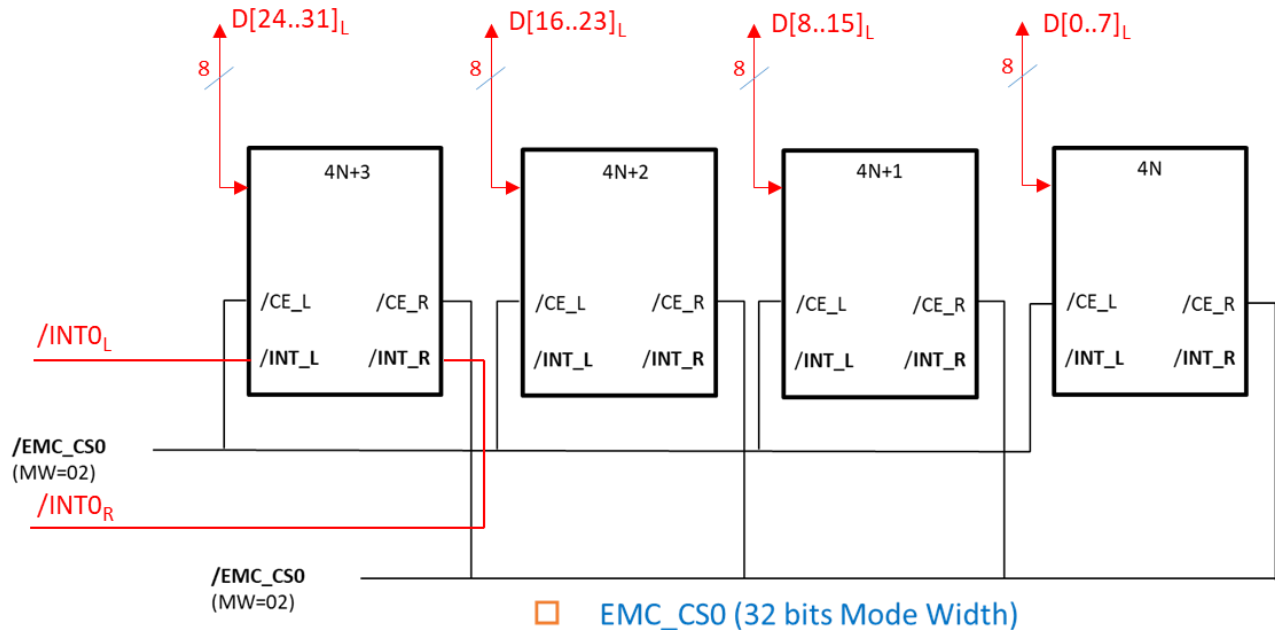 D[24..31]L D[16..23]L D[8..15]L D[0..7]L
8 8 8 8
4N+3 4N+2 4N+1 4N
/CE_L /CE_R /CE_L /CE_R /CE_L /CE_R /CE_L /CE_R
/INT0L
/INT_L /INT_R /INT_L /INT_R /INT_L /INT_R /INT_L /INT_R
/EMC_CS0
(MW=02)
/INT0R
/EMC_CS0
(MW=02)
EMC_CS0 (32 bits Mode Width)